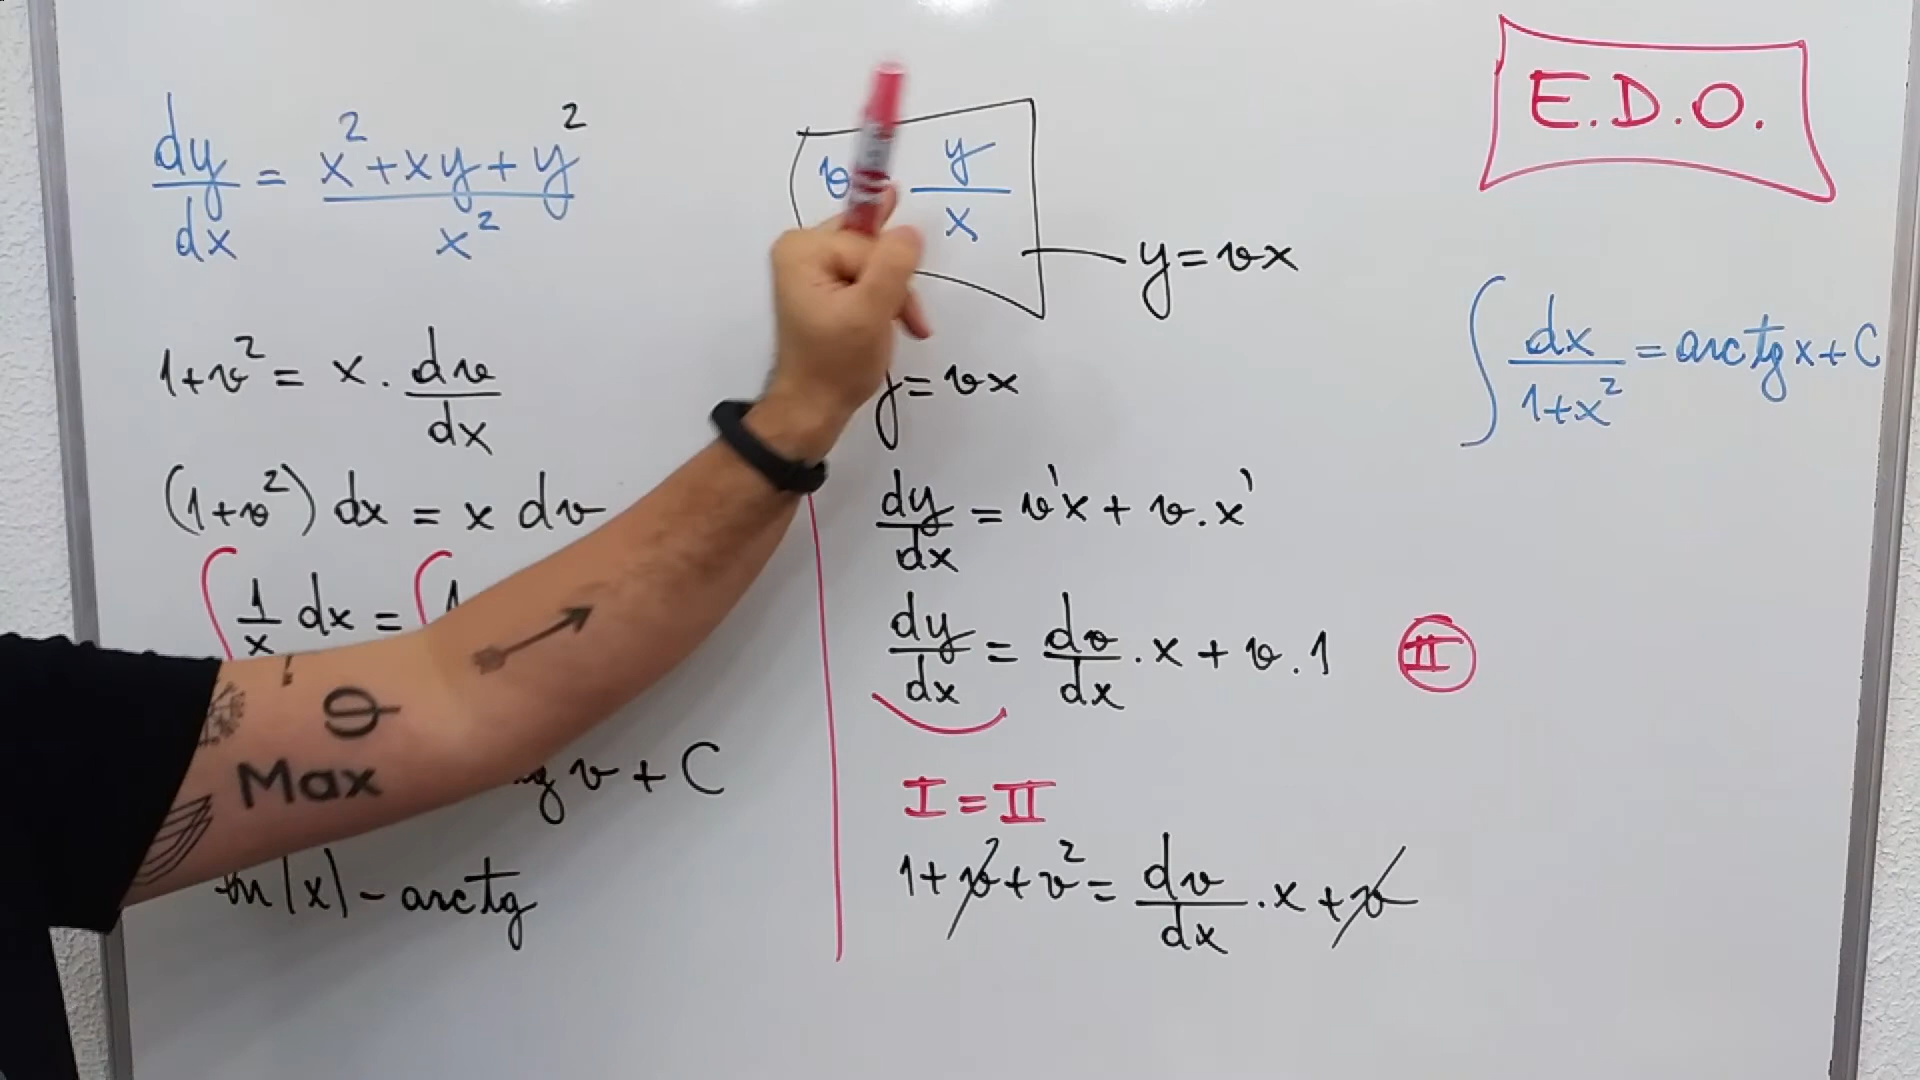 dy/dx = x²+xy+y²/x²
1+v² = x . dv/dx
(1+v²) dx = x dv
∫ 1/x dx = ∫
v + C
ln|x| - arctg
y/x
y = vx
y = vx
dy/dx = v'x + v.x'
dy/dx = dv/dx . x + v.1 II
I = II
1+v+v² = dv/dx . x + v
E.D.O.
∫ dx/1+x² = arctg x + C
φ
Max